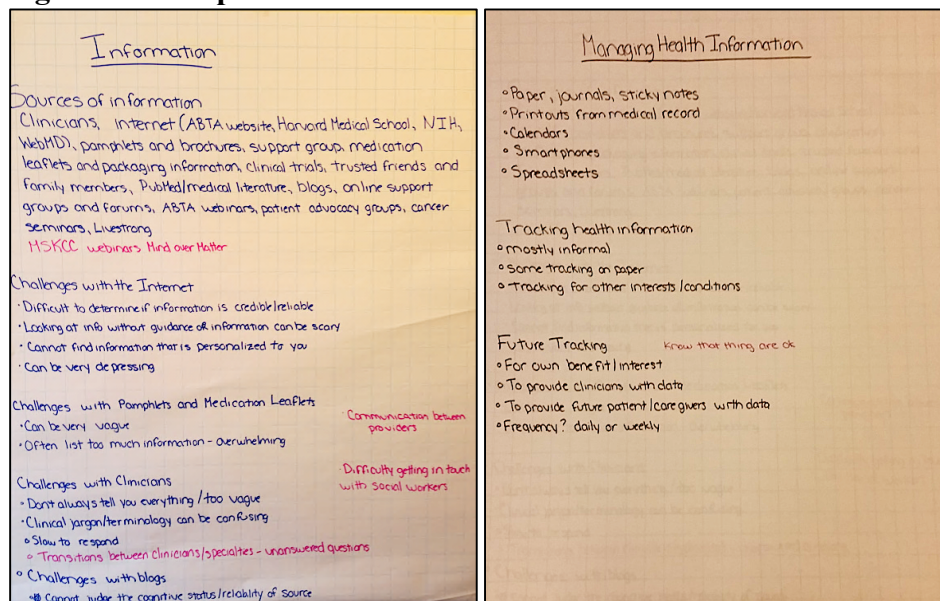 Information
Sources of information
Clinicians, internet (ABTA website, Harvard Medical School, NIH,
WebMD), pamphlets and brochures, support group, medication
leaflets and packaging information, clinical trials, trusted friends and
family members, PubMed/medical literature, blogs, online support
groups and forums, ABTA webinars, patient advocacy groups, cancer
seminars, Livestrong
MSKCC webinars Mind over Matter
Challenges with the Internet
· Difficult to determine if information is credible/reliable
· Looking at info without guidance of information can be scary
· Cannot find information that is personalized to you
· Can be very depressing
Challenges with Pamphlets and Medication Leaflets
· Can be very vague
· Often list too much information - overwhelming
· Communication between
providers
· Difficulty getting in touch
with social workers
Challenges with Clinicians
· Don't always tell you everything / too vague
· Clinical jargon/terminology can be confusing
° Slow to respond
° Transitions between clinicians/specialties - unanswered questions
° Challenges with blogs
Cannot judge the cognitive status/reliability of source
Managing Health Information
° Paper, journals, sticky notes
° Printouts from medical record
° Calendars
° Smartphones
° Spreadsheets
Tracking health information
° mostly informal
° some tracking on paper
° tracking for other interests/conditions
Future Tracking
Know that thing are ok
° For own benefit/interest
° To provide clinicians with data
° To provide future patient/caregivers with data
° Frequency? daily or weekly